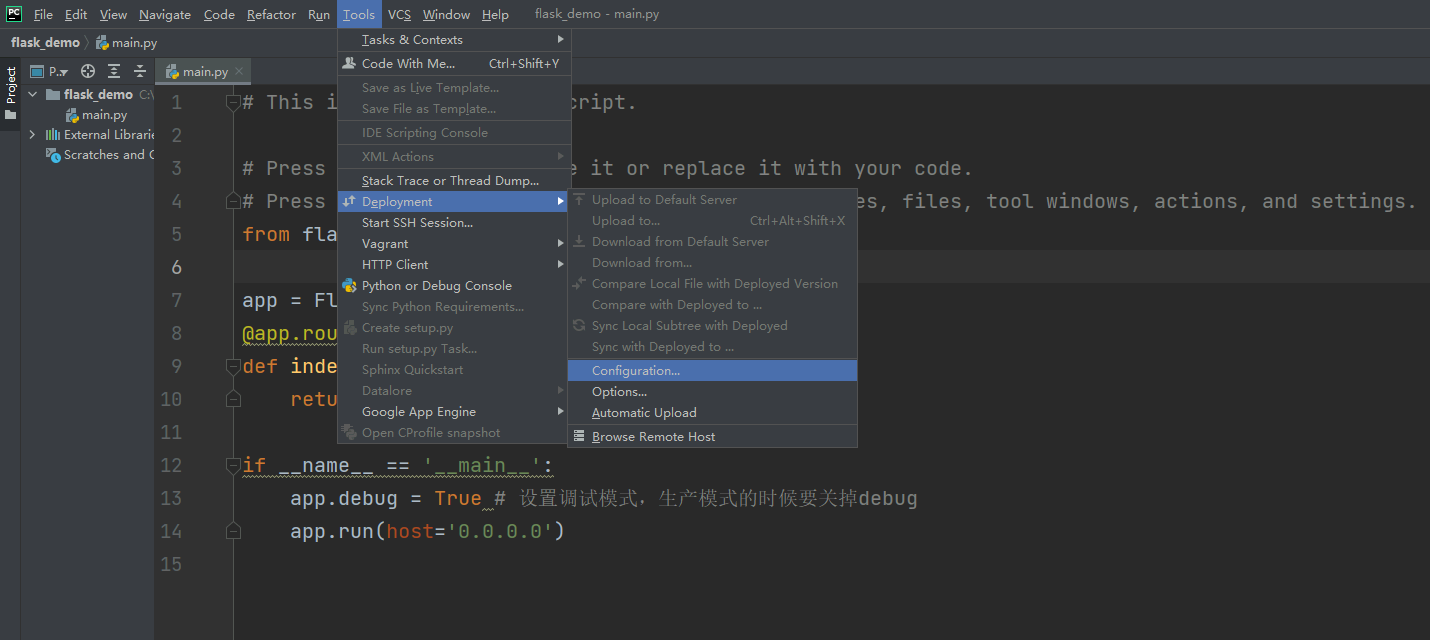 PC File Edit View Navigate Code Refactor Run Tools VCS Window Help flask_demo - main.py
flask_demo main.py
Project
P..
main.py
flask_demo C:\
main.py
External Librarie
Scratches and C
Tasks & Contexts
Code With Me... Ctrl+Shift+Y
Save as Live Template...
Save File as Template...
IDE Scripting Console
XML Actions
Stack Trace or Thread Dump...
Deployment
Start SSH Session...
Vagrant
HTTP Client
Python or Debug Console
Sync Python Requirements...
Create setup.py
Run setup.py Task...
Sphinx Quickstart
Datalore
Google App Engine
Open CProfile snapshot
Upload to Default Server
Upload to... Ctrl+Alt+Shift+X
Download from Default Server
Download from...
Compare Local File with Deployed Version
Compare with Deployed to ...
Sync Local Subtree with Deployed
Sync with Deployed to ...
Configuration...
Options...
Automatic Upload
Browse Remote Host
1 # This i cript.
2
3 # Press e it or replace it with your code.
4 # Press es, files, tool windows, actions, and settings.
5 from fla
6
7 app = Fl
8 @app.rou
9 def inde
10 retu
11
12 if __name__ == '__main__':
13 app.debug = True # 设置调试模式，生产模式的时候要关掉debug
14 app.run(host='0.0.0.0')
15